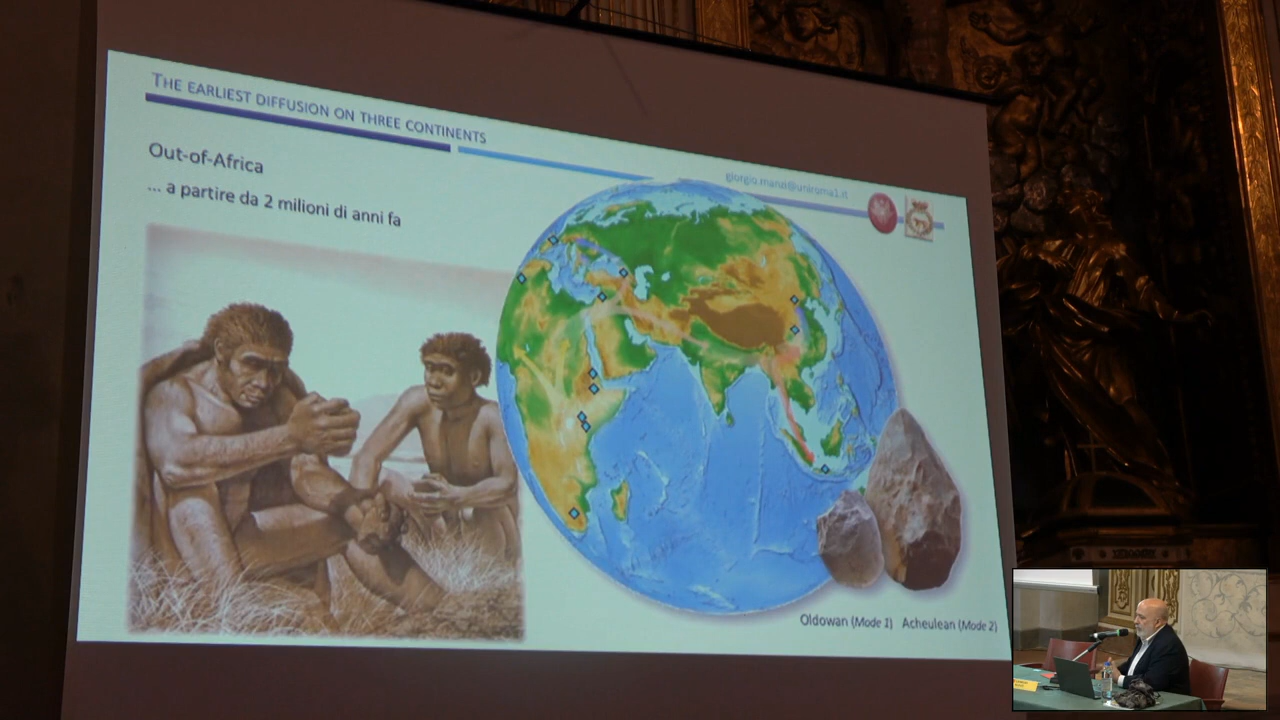 THE EARLIEST DIFFUSION ON THREE CONTINENTS
giorgio.manzi@uniroma1.it
Out-of-Africa
... a partire da 2 milioni di anni fa
Oldowan (Mode 1) Acheulean (Mode 2)